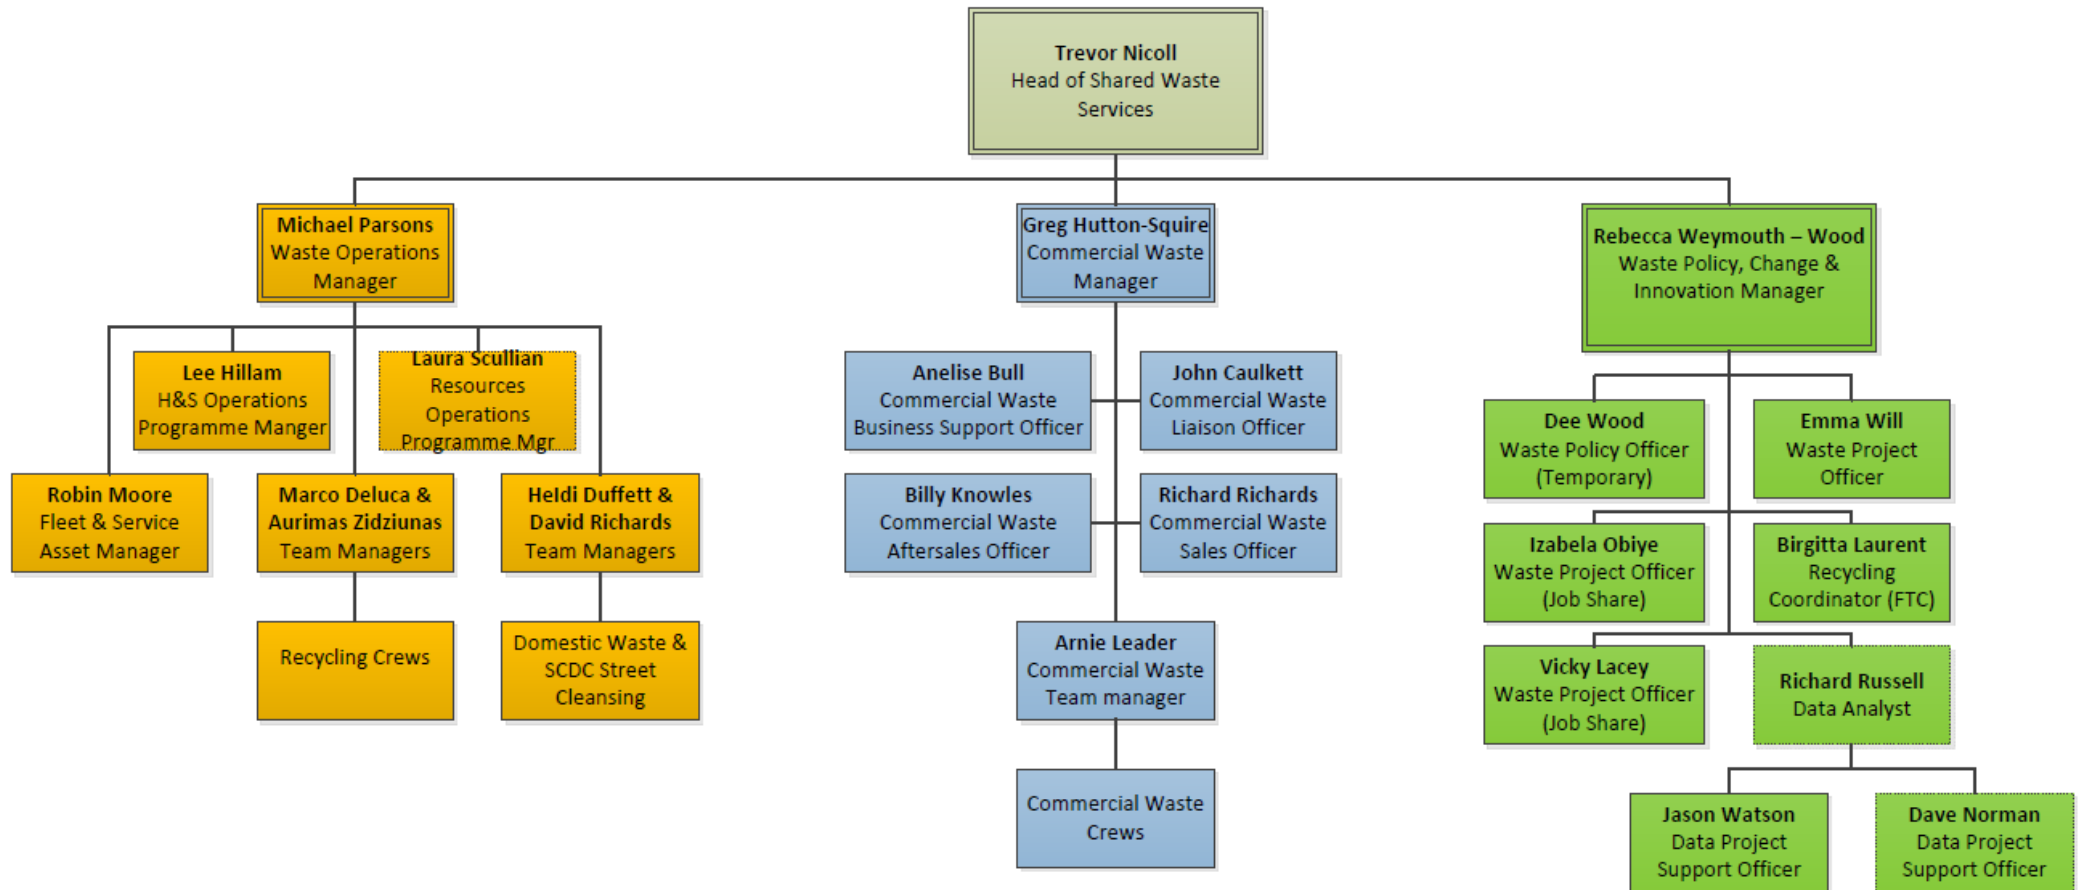 Trevor Nicoll
Head of Shared Waste
Services
Michael Parsons
Waste Operations
Manager
Greg Hutton-Squire
Commercial Waste
Manager
Rebecca Weymouth – Wood
Waste Policy, Change &
Innovation Manager
Lee Hillam
H&S Operations
Programme Manger
Laura Scullian
Resources
Operations
Programme Mgr
Robin Moore
Fleet & Service
Asset Manager
Marco Deluca &
Aurimas Zidziunas
Team Managers
HeIdi Duffett &
David Richards
Team Managers
Recycling Crews
Domestic Waste &
SCDC Street
Cleansing
Anelise Bull
Commercial Waste
Business Support Officer
John Caulkett
Commercial Waste
Liaison Officer
Billy Knowles
Commercial Waste
Aftersales Officer
Richard Richards
Commercial Waste
Sales Officer
Arnie Leader
Commercial Waste
Team manager
Commercial Waste
Crews
Dee Wood
Waste Policy Officer
(Temporary)
Emma Will
Waste Project
Officer
Izabela Obiye
Waste Project Officer
(Job Share)
Birgitta Laurent
Recycling
Coordinator (FTC)
Vicky Lacey
Waste Project Officer
(Job Share)
Richard Russell
Data Analyst
Jason Watson
Data Project
Support Officer
Dave Norman
Data Project
Support Officer